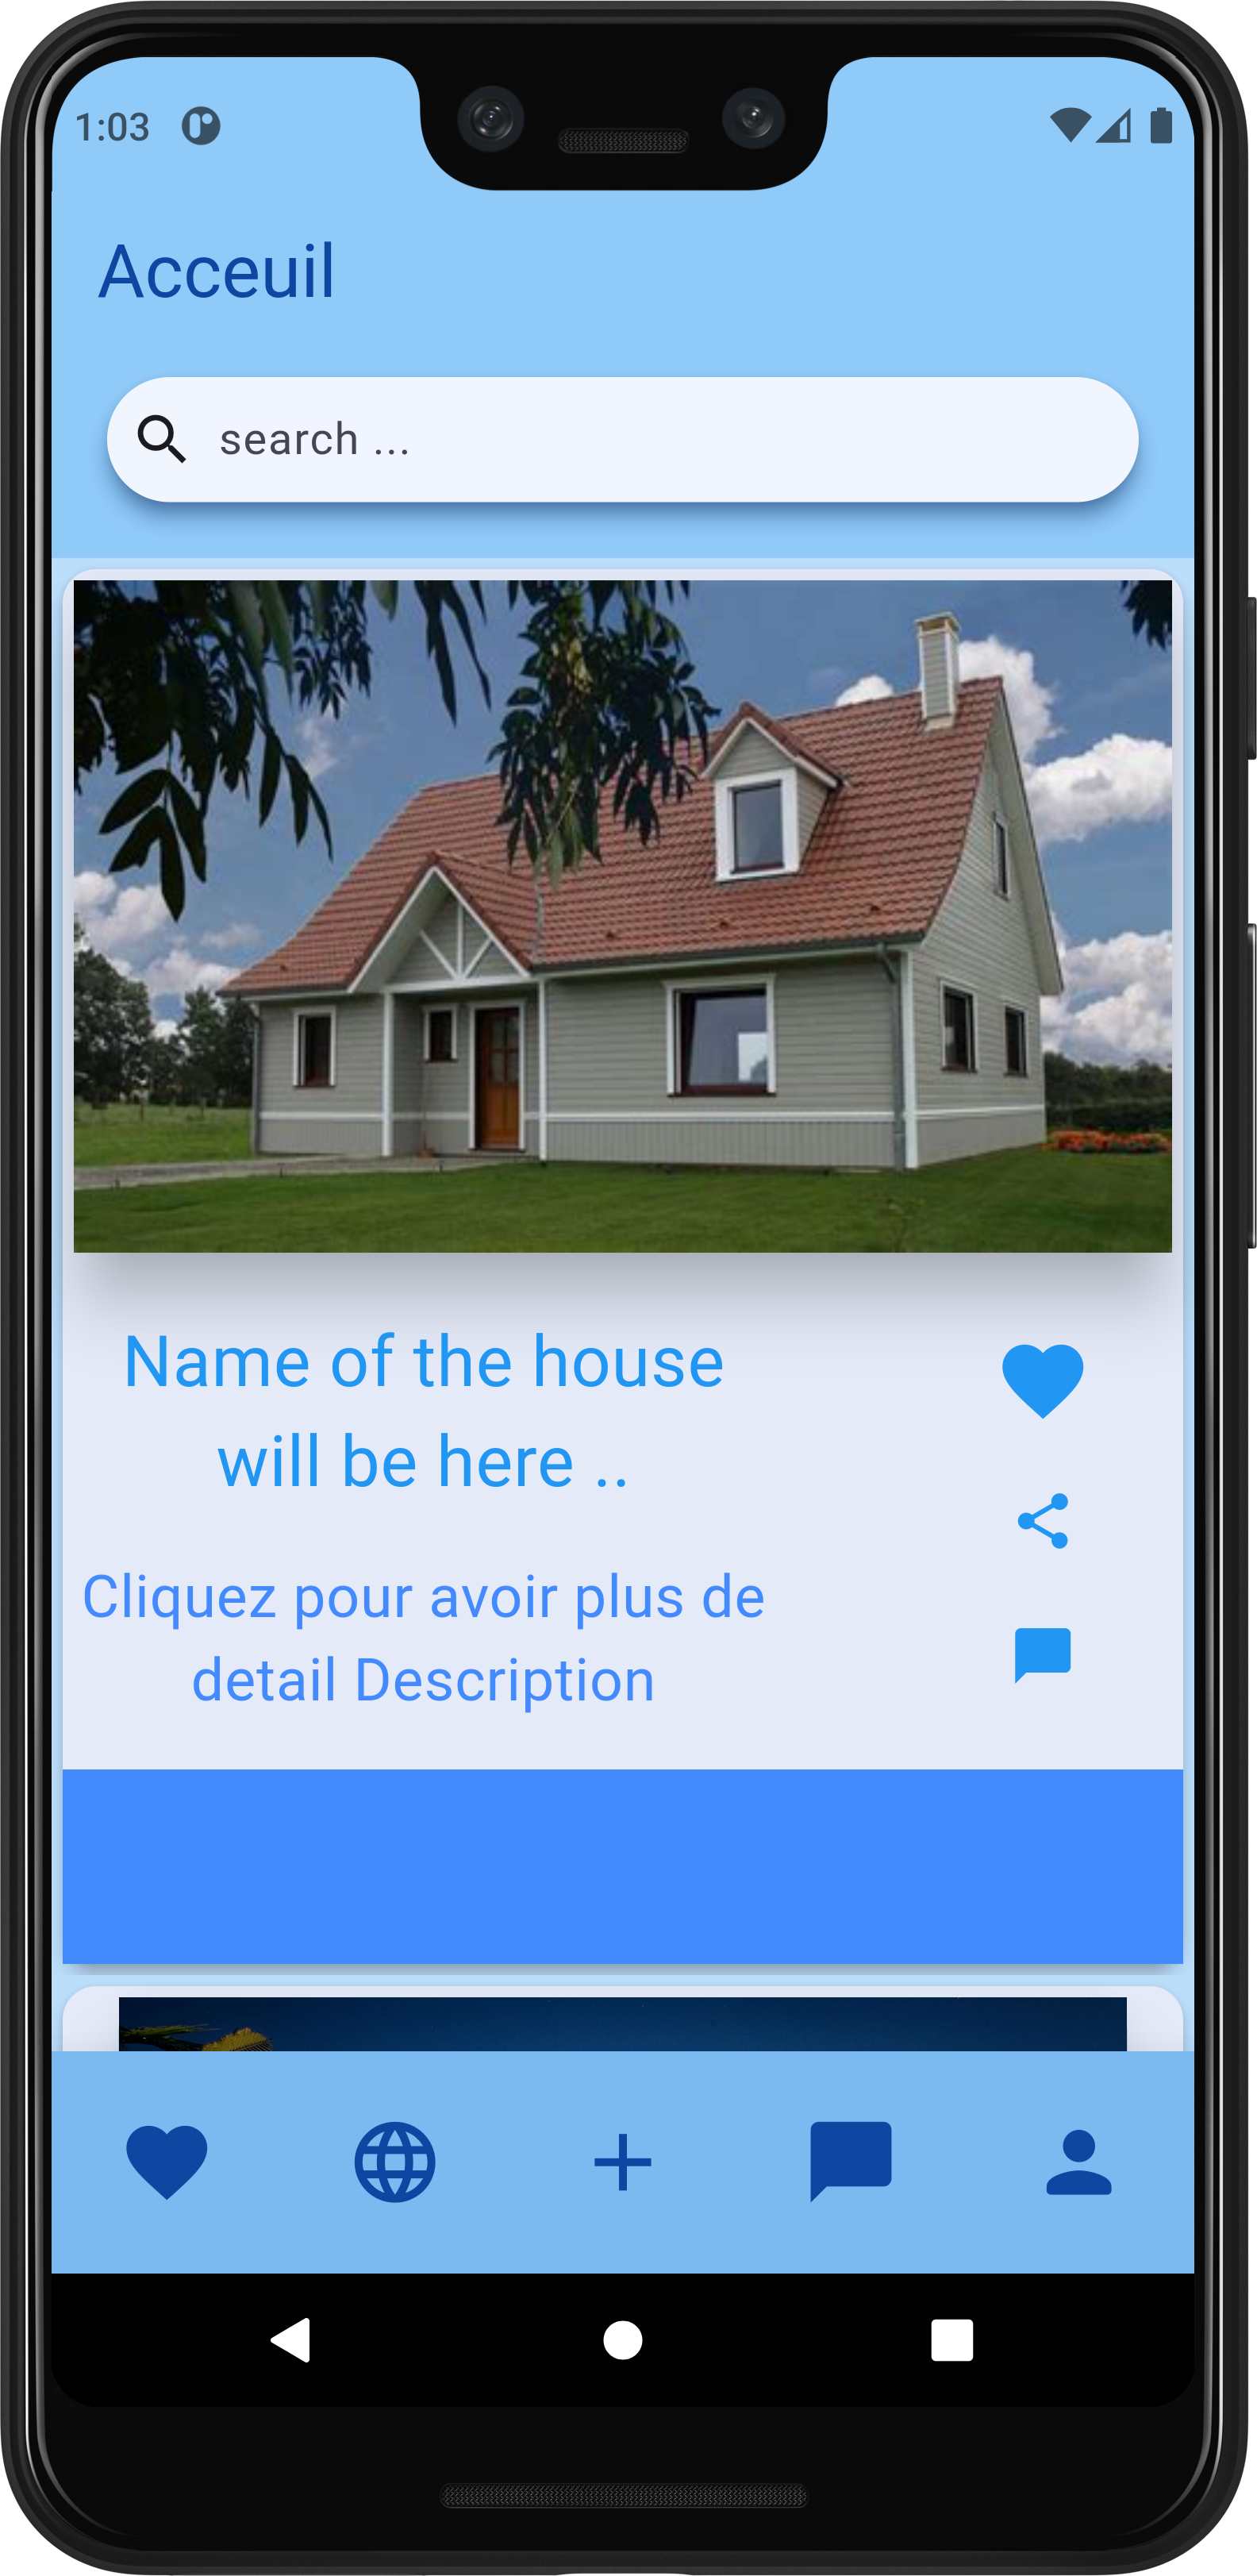 1:03
Acceuil
search ...
Name of the house
will be here ..
Cliquez pour avoir plus de
detail Description